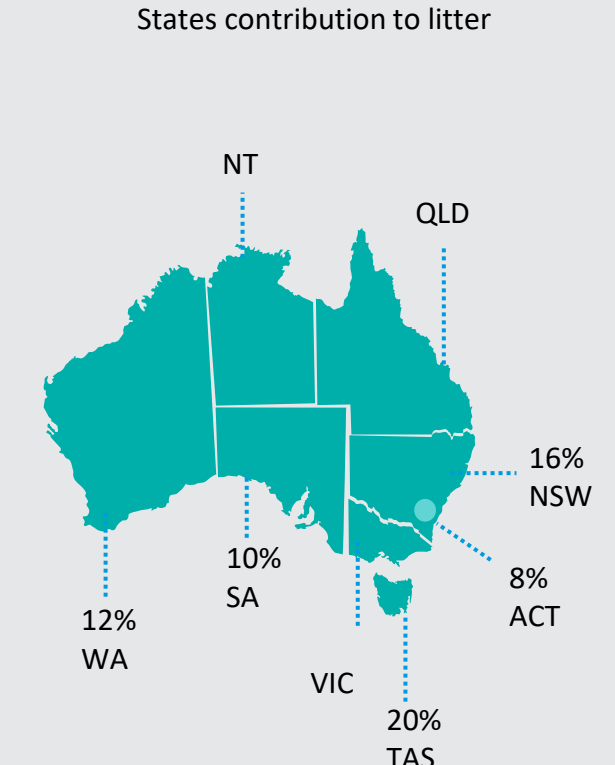 States contribution to litter
NT
QLD
16%
NSW
10%
SA
8%
ACT
12%
WA
VIC
20%
TAS